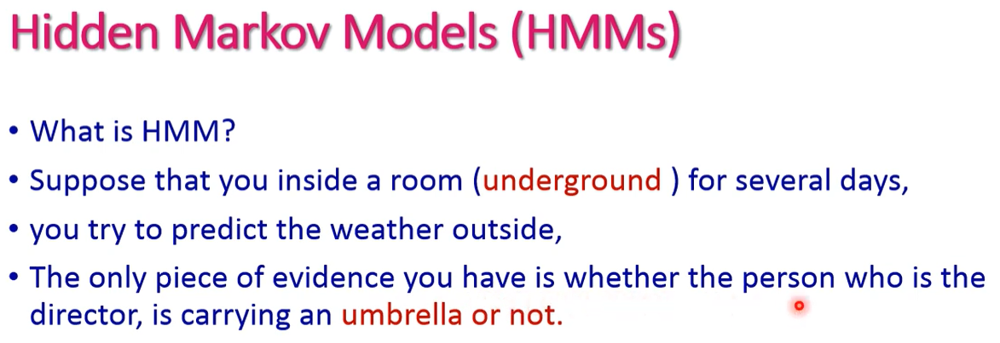 Hidden Markov Models (HMMs)
• What is HMM?
• Suppose that you inside a room (underground ) for several days,
• you try to predict the weather outside,
• The only piece of evidence you have is whether the person who is the
director, is carrying an umbrella or not.